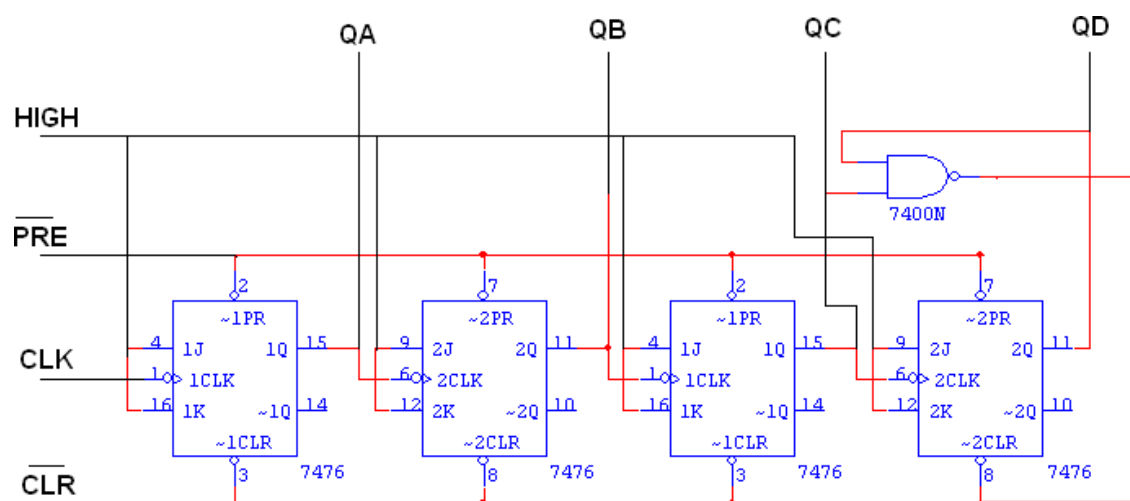 QA QB QC QD
HIGH
7400N
PRE
2 7 2 7
~1PR ~2PR ~1PR ~2PR
4 1J 1Q 15 9 2J 2Q 11 4 1J 1Q 15 9 2J 2Q 11
CLK
1 1CLK 6 2CLK 1 1CLK 6 2CLK
16 1K ~1Q 14 12 2K ~2Q 10 16 1K ~1Q 14 12 2K ~2Q 10
~1CLR ~2CLR ~1CLR ~2CLR
3 7476 8 7476 3 7476 8 7476
CLR